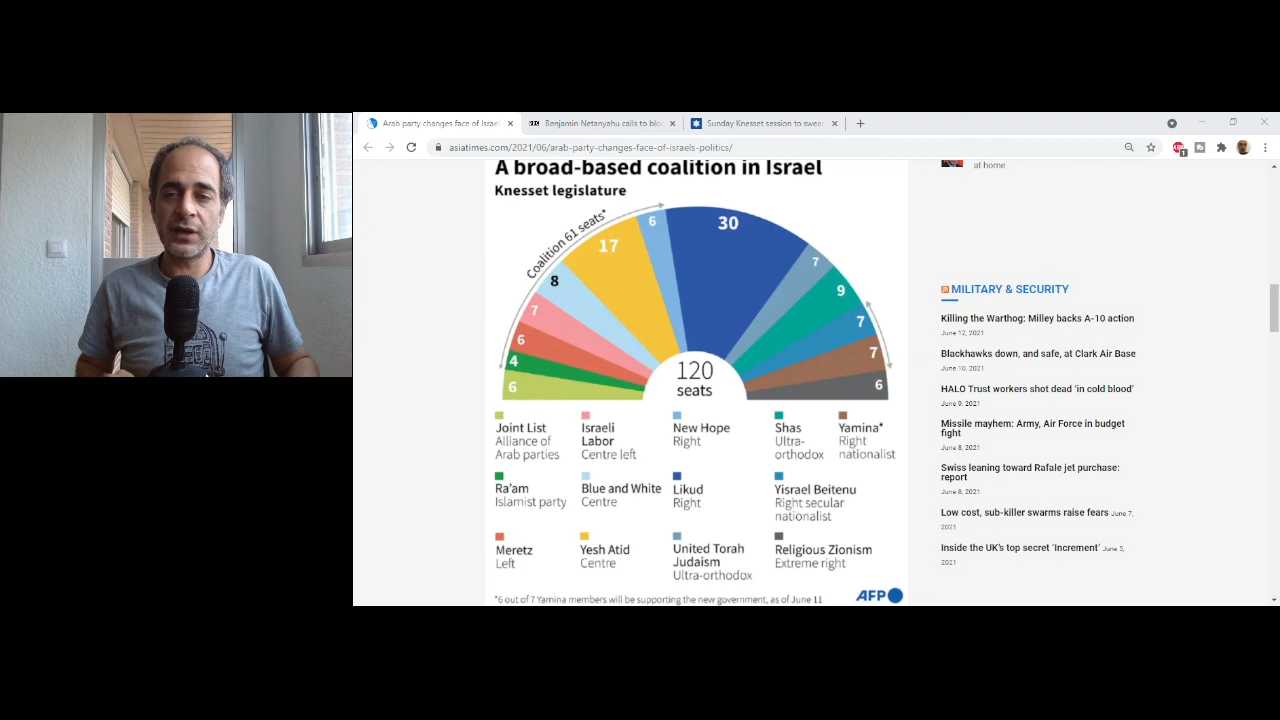 Arab party changes face of Israel
Benjamin Netanyahu calls to blo
Sunday Knesset session to swear
asiatimes.com/2021/06/arab-party-changes-face-of-israels-politics/
1
A broad-based coalition in Israel
Knesset legislature
Coalition 61 seats*
6
4
6
7
8
17
6
30
7
9
7
7
6
120
seats
Joint List
Alliance of
Arab parties
Israeli
Labor
Centre left
New Hope
Right
Shas
Ultra-
orthodox
Yamina*
Right
nationalist
Ra'am
Islamist party
Blue and White
Centre
Likud
Right
Yisrael Beitenu
Right secular
nationalist
Meretz
Left
Yesh Atid
Centre
United Torah
Judaism
Ultra-orthodox
Religious Zionism
Extreme right
*6 out of 7 Yamina members will be supporting the new government, as of June 11
AFP
at home
MILITARY & SECURITY
Killing the Warthog: Milley backs A-10 action
June 12, 2021
Blackhawks down, and safe, at Clark Air Base
June 10, 2021
HALO Trust workers shot dead 'in cold blood'
June 9, 2021
Missile mayhem: Army, Air Force in budget
fight
June 8, 2021
Swiss leaning toward Rafale jet purchase:
report
June 8, 2021
Low cost, sub-killer swarms raise fears June 7,
2021
Inside the UK's top secret 'Increment' June 5,
2021